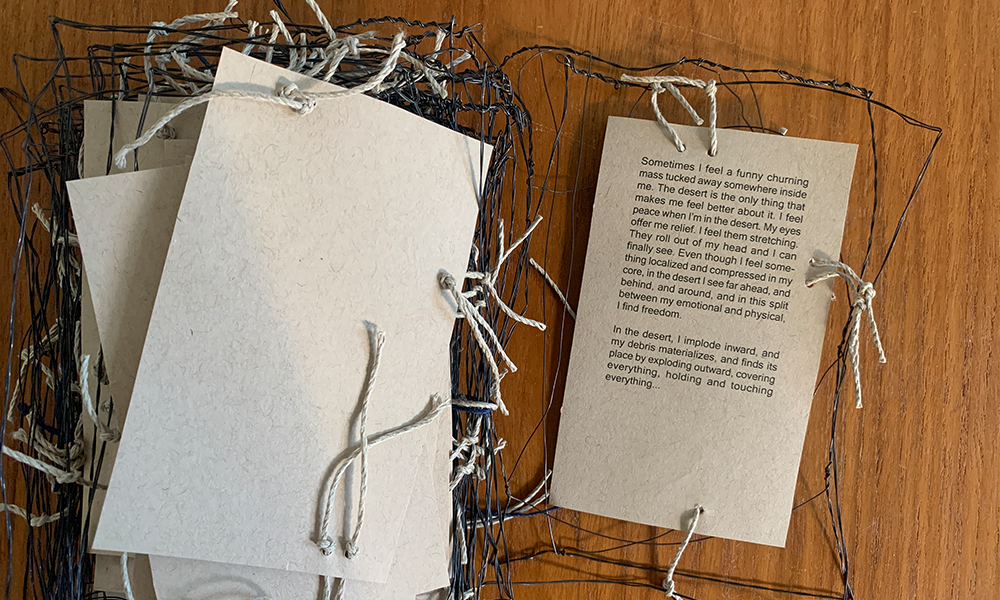 Sometimes I feel a funny churning
mass tucked away somewhere inside
me. The desert is the only thing that
makes me feel better about it. I feel
peace when I'm in the desert. My eyes
offer me relief. I feel them stretching.
They roll out of my head and I can
finally see. Even though I feel some-
thing localized and compressed in my
core, in the desert I see far ahead, and
behind, and around, and in this split
between my emotional and physical,
I find freedom.
In the desert, I implode inward, and
my debris materializes, and finds its
place by exploding outward, covering
everything, holding and touching
everything...